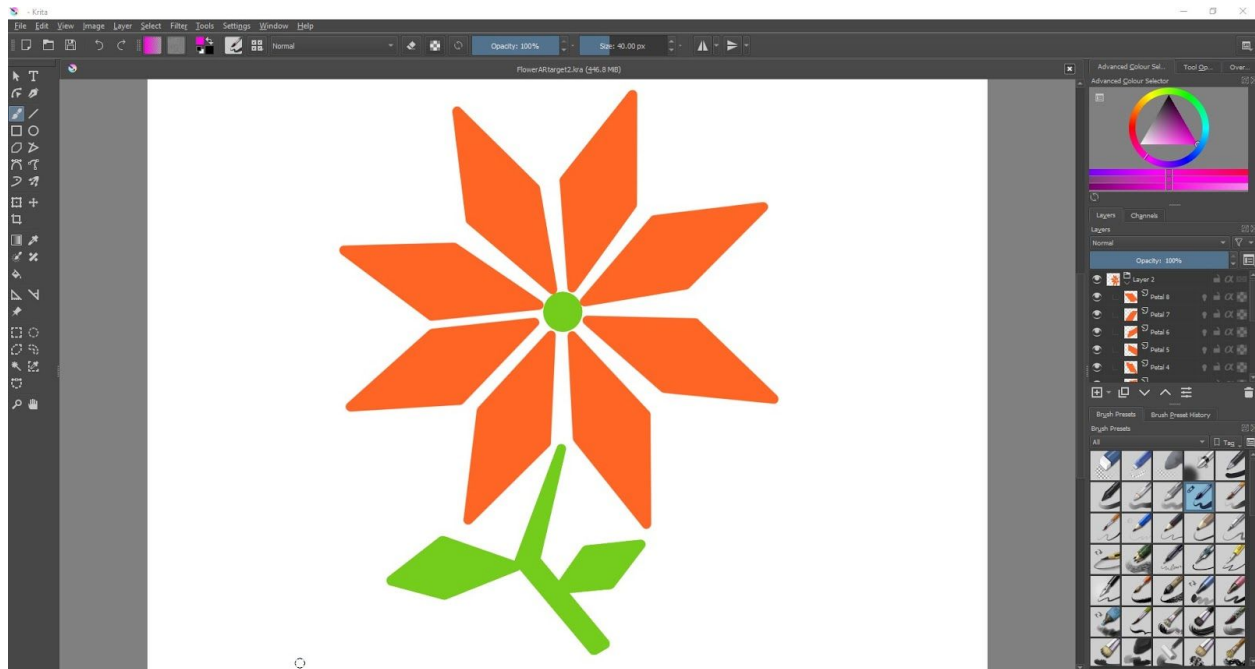 - Krita
File Edit View Image Layer Select Filter Tools Settings Window Help
Normal Opacity: 100% Size: 40.00 px
FlowerARtarget2.kra (446.8 MiB)
Advanced Colour Sel... Tool Op... Over...
Advanced Colour Selector
Layers Channels
Layers
Normal
Opacity: 100%
Layer 2
Petal 8
Petal 7
Petal 6
Petal 5
Petal 4
Brush Presets Brush Preset History
Brush Presets
All Tag